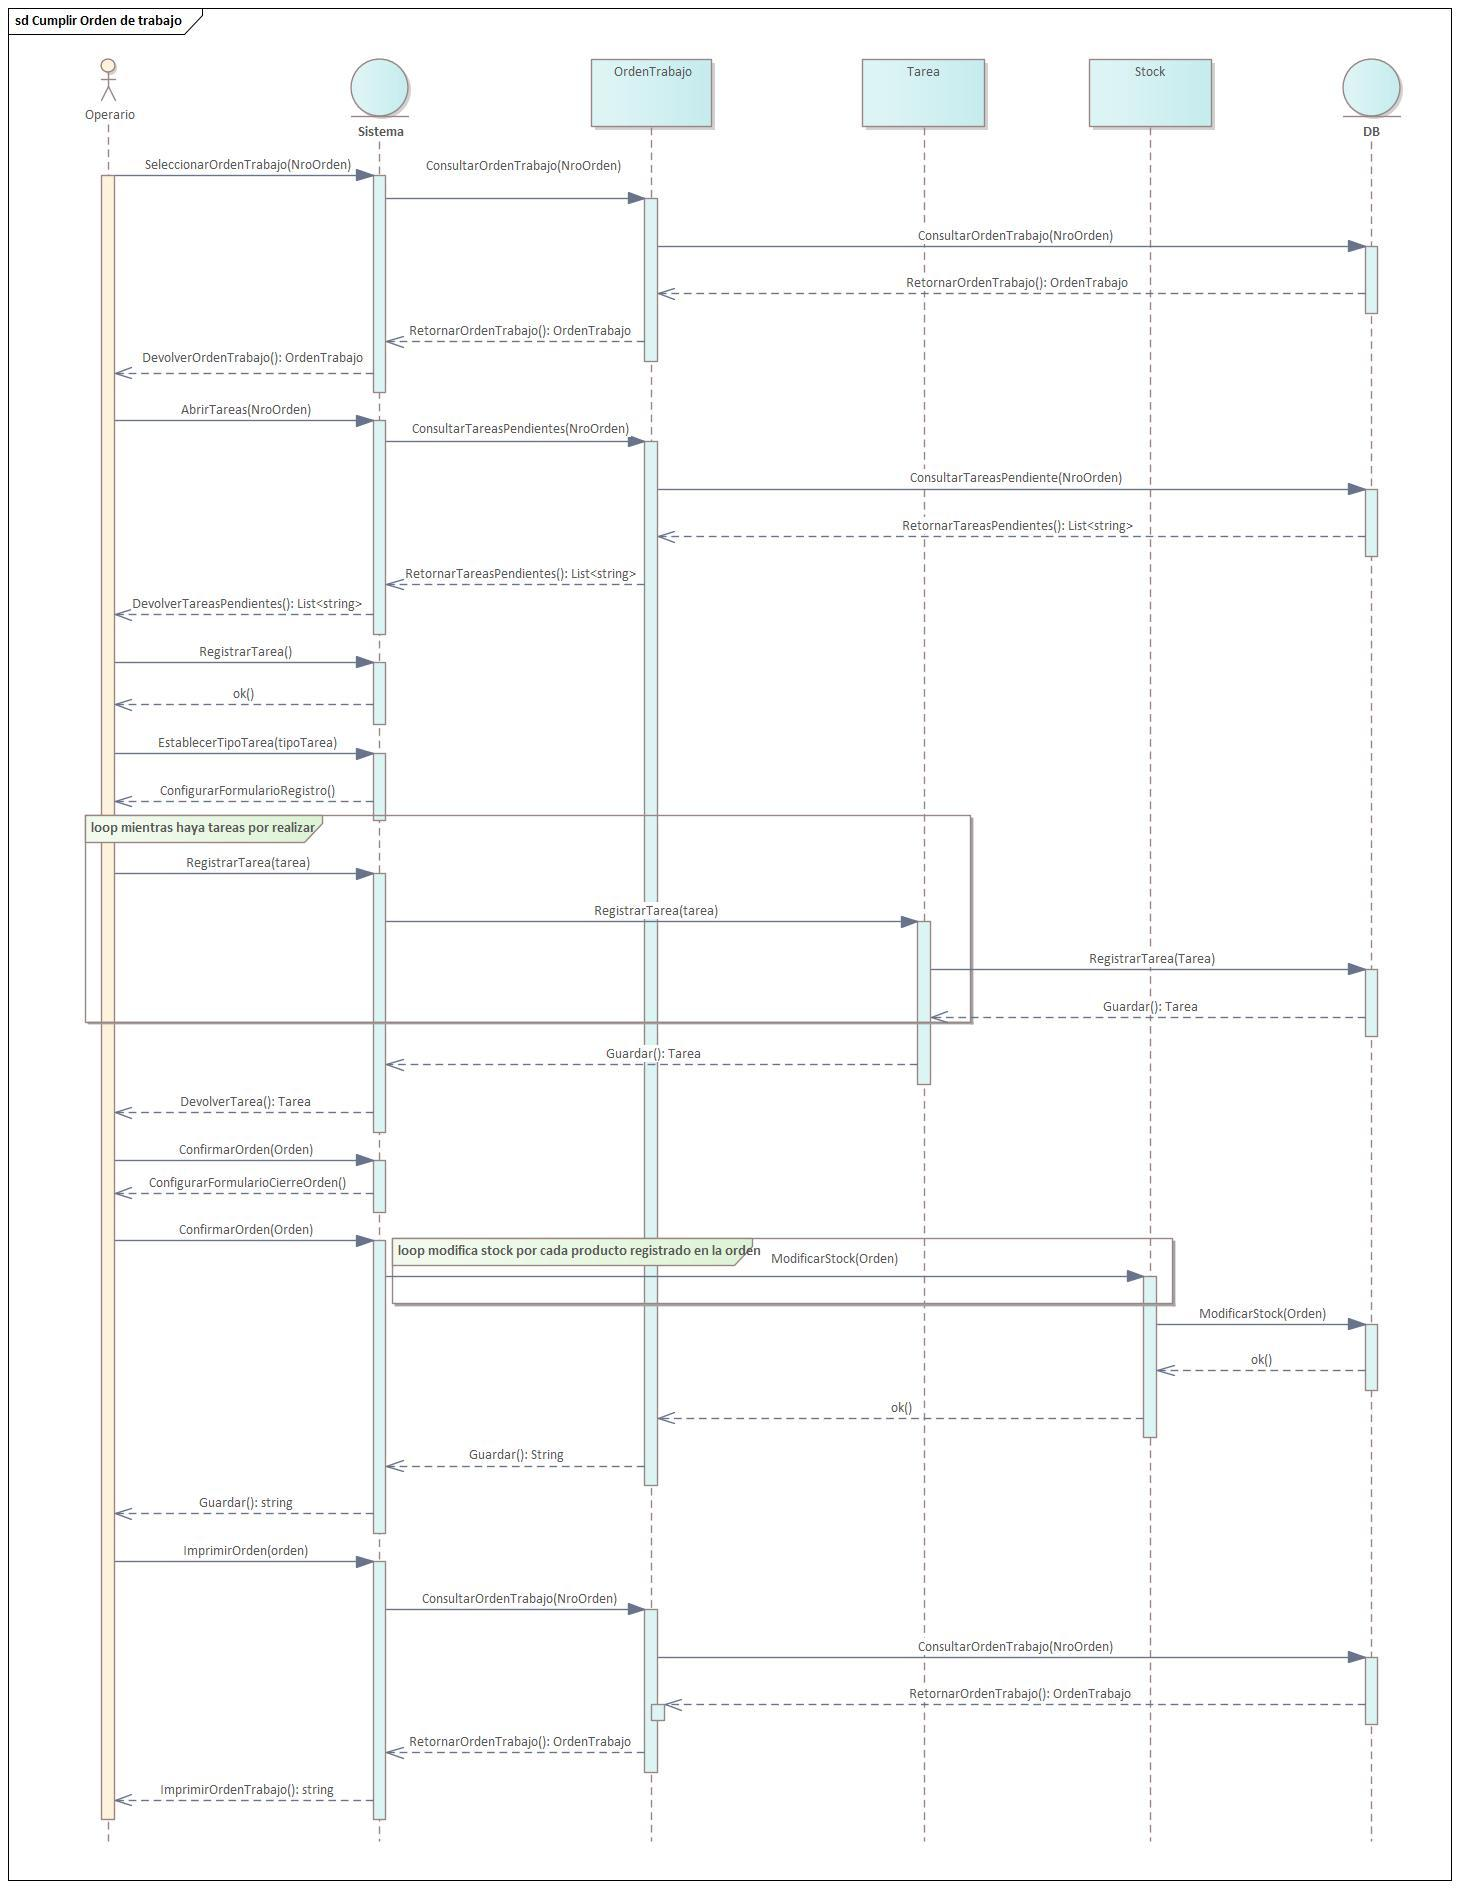 sd Cumplir Orden de trabajo
Operario
Sistema
OrdenTrabajo
Tarea
Stock
DB
SeleccionarOrdenTrabajo(NroOrden)
ConsultarOrdenTrabajo(NroOrden)
ConsultarOrdenTrabajo(NroOrden)
RetornarOrdenTrabajo(): OrdenTrabajo
RetornarOrdenTrabajo(): OrdenTrabajo
DevolverOrdenTrabajo(): OrdenTrabajo
AbrirTareas(NroOrden)
ConsultarTareasPendientes(NroOrden)
ConsultarTareasPendiente(NroOrden)
RetornarTareasPendientes(): List<string>
RetornarTareasPendientes(): List<string>
DevolverTareasPendientes(): List<string>
RegistrarTarea()
ok()
EstablecerTipoTarea(tipoTarea)
ConfigurarFormularioRegistro()
loop mientras haya tareas por realizar
RegistrarTarea(tarea)
RegistrarTarea(tarea)
RegistrarTarea(Tarea)
Guardar(): Tarea
Guardar(): Tarea
DevolverTarea(): Tarea
ConfirmarOrden(Orden)
ConfigurarFormularioCierreOrden()
ConfirmarOrden(Orden)
loop modifica stock por cada producto registrado en la orden
ModificarStock(Orden)
ModificarStock(Orden)
ok()
ok()
Guardar(): String
Guardar(): string
ImprimirOrden(orden)
ConsultarOrdenTrabajo(NroOrden)
ConsultarOrdenTrabajo(NroOrden)
RetornarOrdenTrabajo(): OrdenTrabajo
RetornarOrdenTrabajo(): OrdenTrabajo
ImprimirOrdenTrabajo(): string